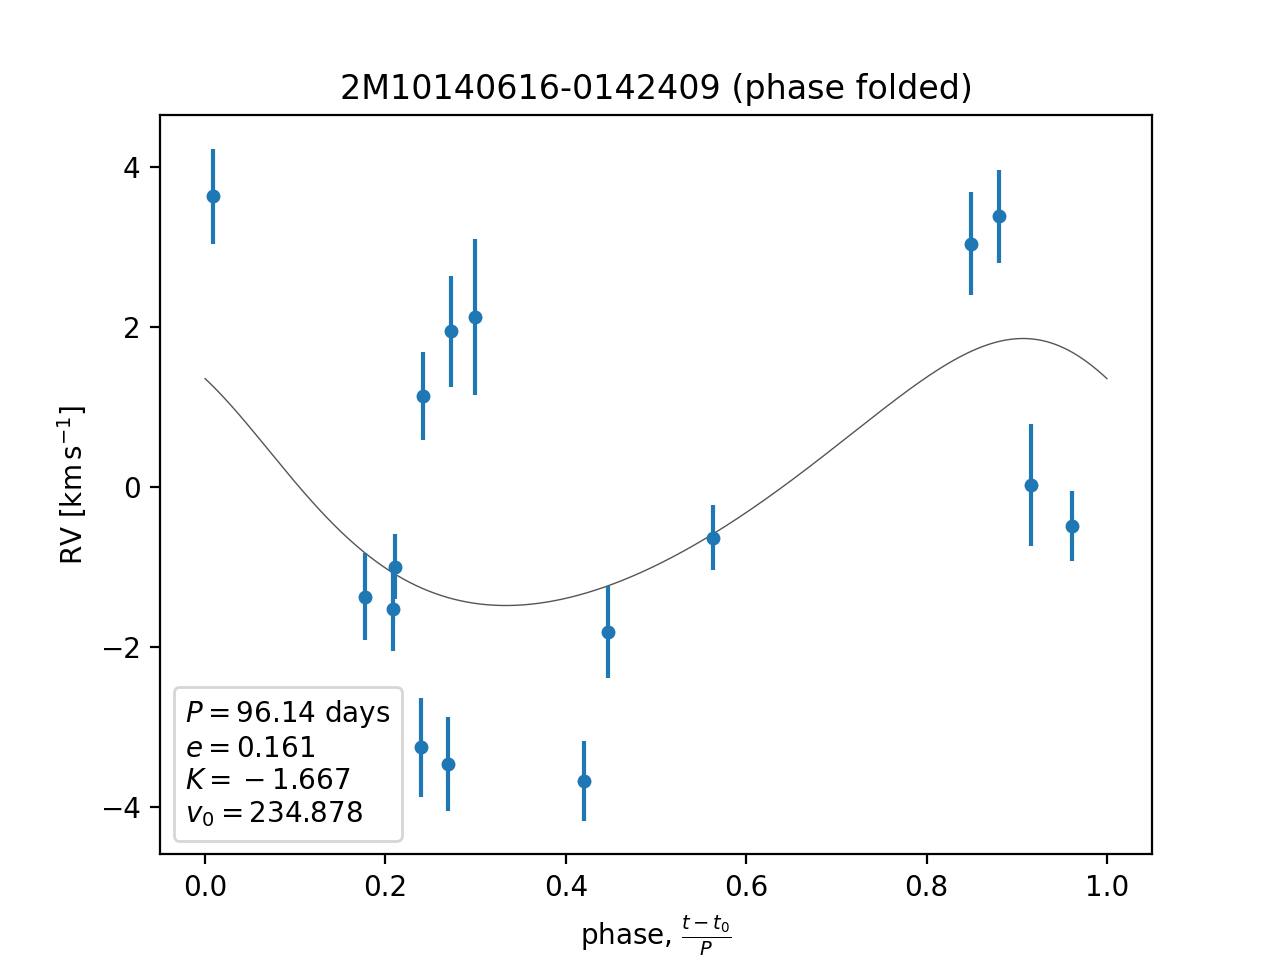 2M10140616-0142409 (phase folded)
RV [km s⁻¹]
4
2
0
−2
−4
P = 96.14 days
e = 0.161
K = −1.667
v₀ = 234.878
0.0 0.2 0.4 0.6 0.8 1.0
phase, (t − t₀)/P